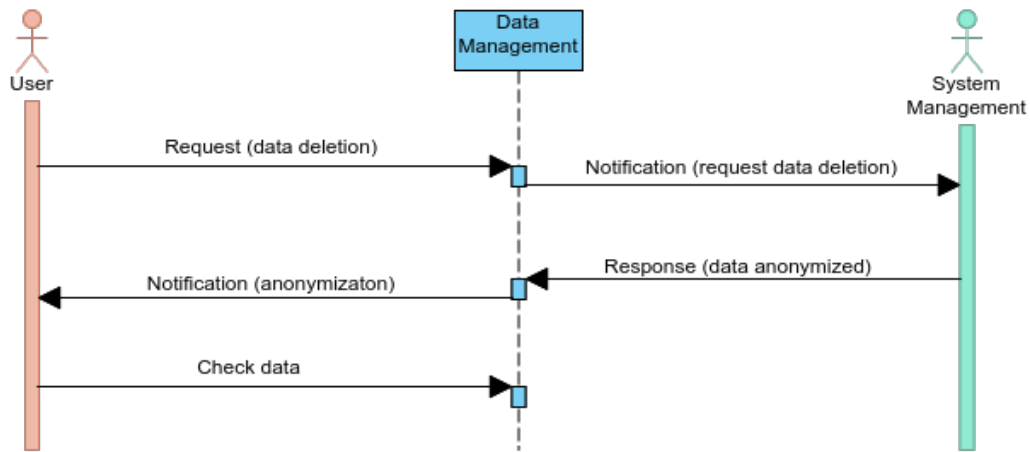 Data
Management
User
System
Management
Request (data deletion)
Notification (request data deletion)
Response (data anonymized)
Notification (anonymizaton)
Check data